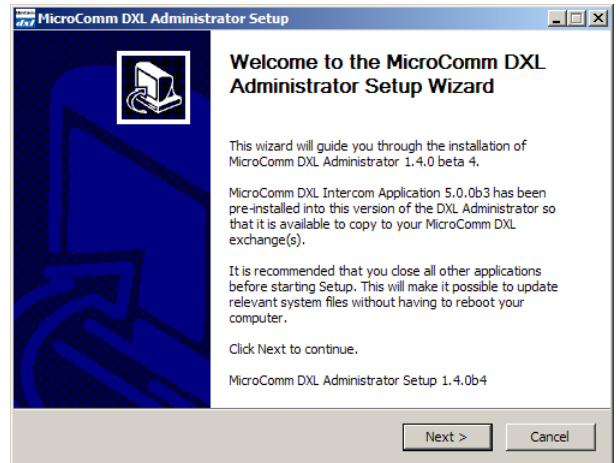 MicroComm DXL Administrator Setup
Welcome to the MicroComm DXL
Administrator Setup Wizard
This wizard will guide you through the installation of
MicroComm DXL Administrator 1.4.0 beta 4.
MicroComm DXL Intercom Application 5.0.0b3 has been
pre-installed into this version of the DXL Administrator so
that it is available to copy to your MicroComm DXL
exchange(s).
It is recommended that you close all other applications
before starting Setup. This will make it possible to update
relevant system files without having to reboot your
computer.
Click Next to continue.
MicroComm DXL Administrator Setup 1.4.0b4
Next >
Cancel